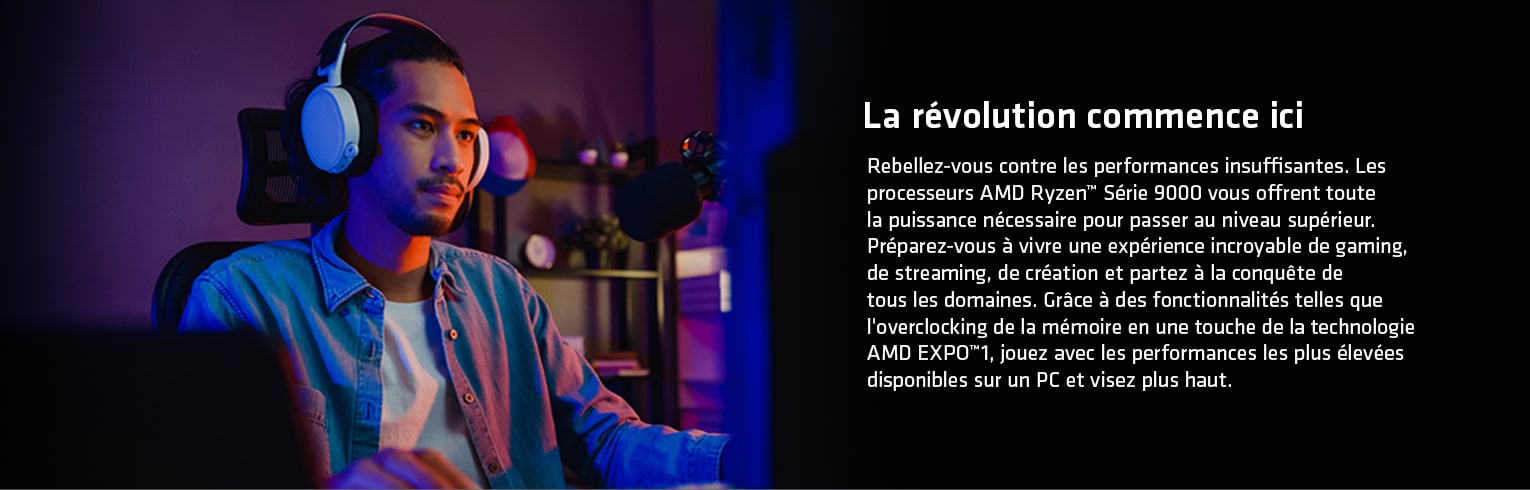 La révolution commence ici
Rebellez-vous contre les performances insuffisantes. Les
processeurs AMD Ryzen™ Série 9000 vous offrent toute
la puissance nécessaire pour passer au niveau supérieur.
Préparez-vous à vivre une expérience incroyable de gaming,
de streaming, de création et partez à la conquête de
tous les domaines. Grâce à des fonctionnalités telles que
l'overclocking de la mémoire en une touche de la technologie
AMD EXPO™1, jouez avec les performances les plus élevées
disponibles sur un PC et visez plus haut.